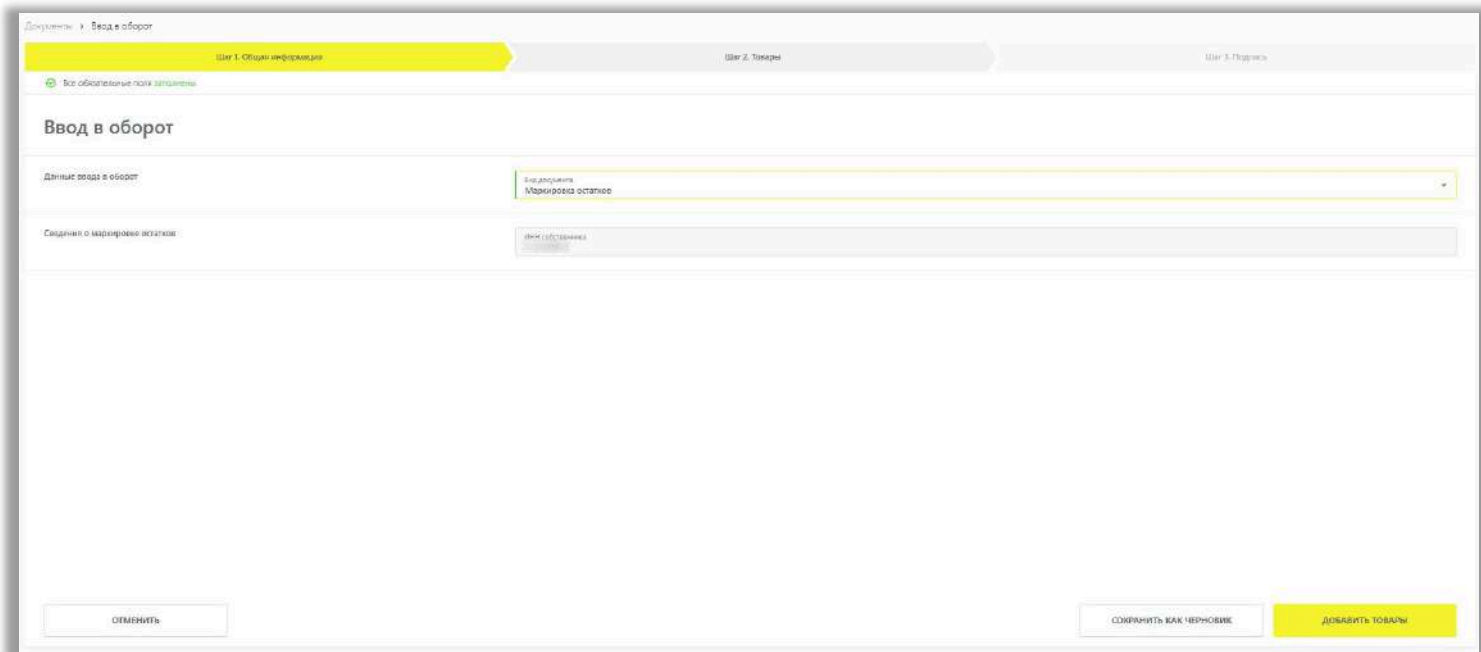 Документы > Ввод в оборот
Шаг 1. Общая информация
Шаг 2. Товары
Шаг 3. Подпись
Все обязательные поля заполнены
Ввод в оборот
Данные ввода в оборот
Вид документа
Маркировка остатков
Сведения о маркировке остатков
ИНН собственника
ОТМЕНИТЬ
СОХРАНИТЬ КАК ЧЕРНОВИК
ДОБАВИТЬ ТОВАРЫ